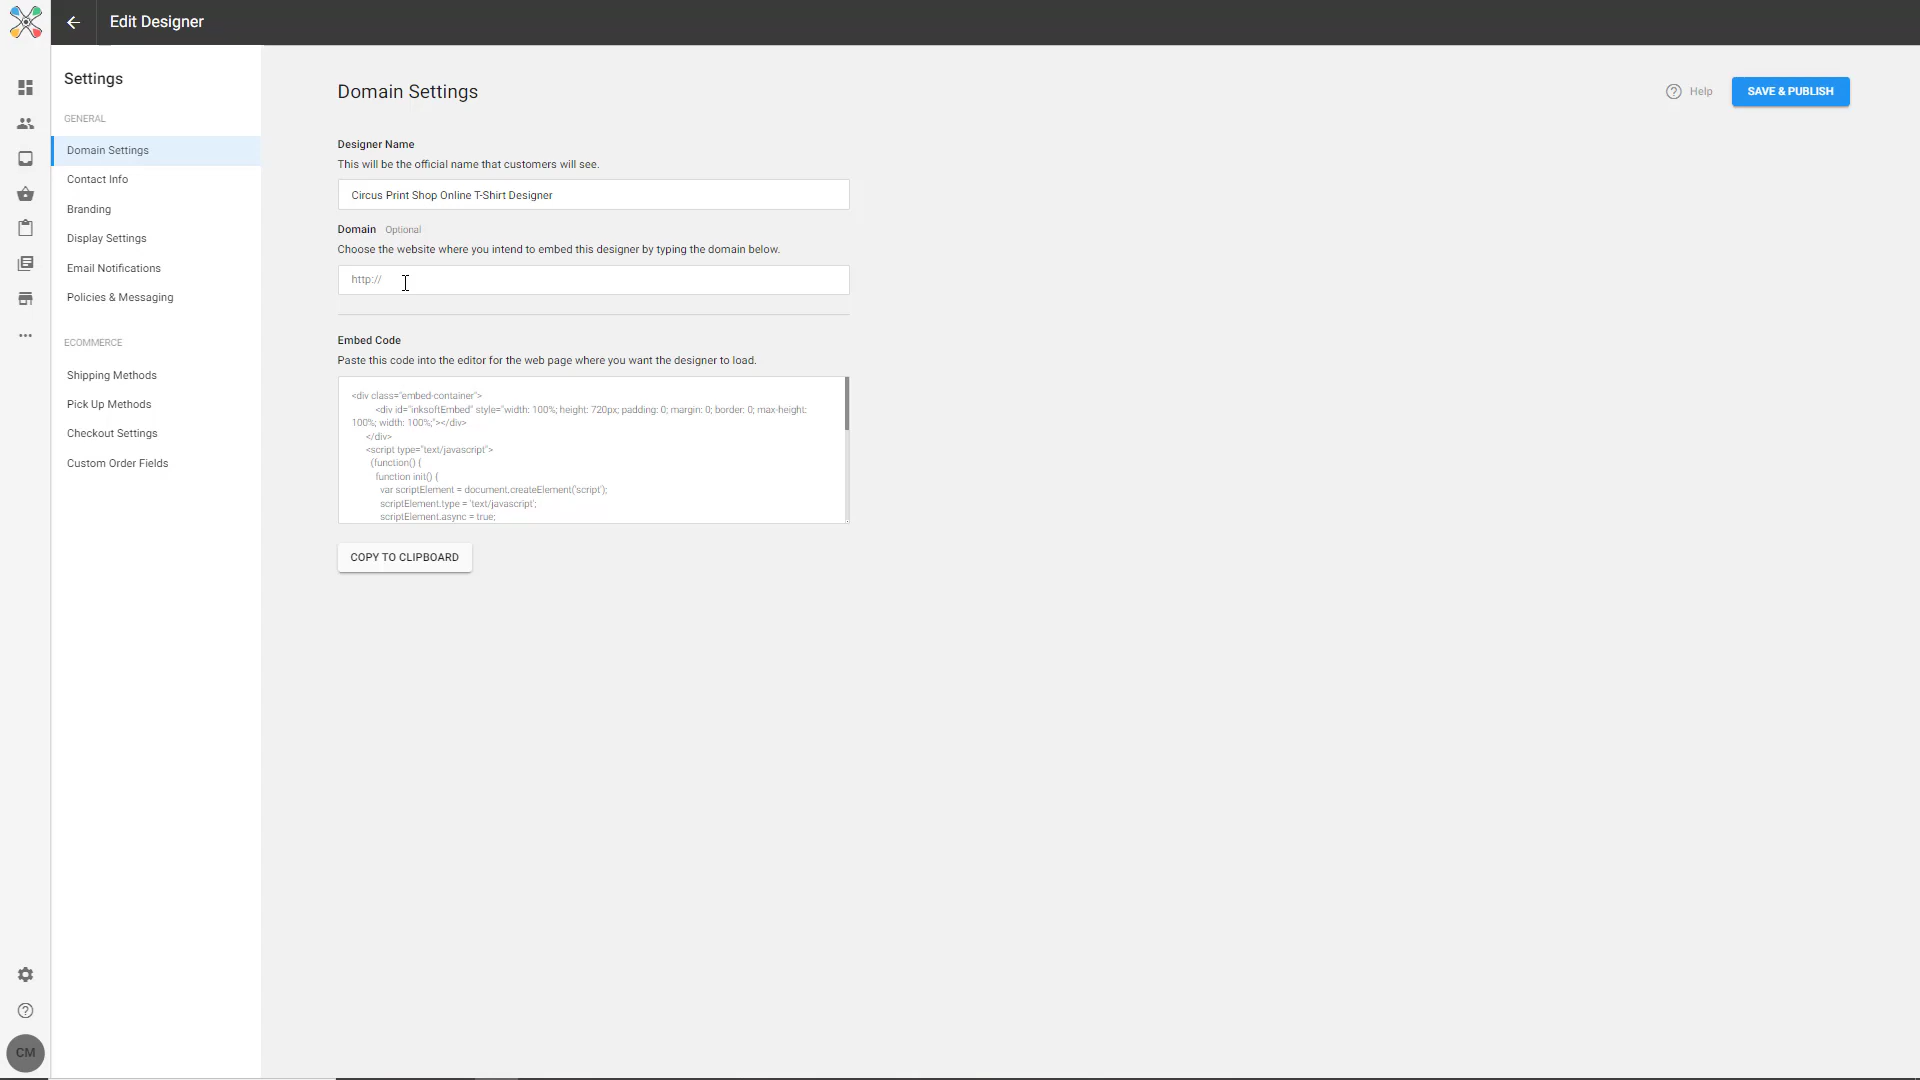 Edit Designer
Settings
GENERAL
Domain Settings
Contact Info
Branding
Display Settings
Email Notifications
Policies & Messaging
ECOMMERCE
Shipping Methods
Pick Up Methods
Checkout Settings
Custom Order Fields
CM
Domain Settings
Help
SAVE & PUBLISH
Designer Name
This will be the official name that customers will see.
Circus Print Shop Online T-Shirt Designer
Domain Optional
Choose the website where you intend to embed this designer by typing the domain below.
http://
Embed Code
Paste this code into the editor for the web page where you want the designer to load.
<div class="embed-container">
<div id="inksoftEmbed" style="width: 100%; height: 720px; padding: 0; margin: 0; border: 0; max-height:
100%; width: 100%;"></div>
</div>
<script type="text/javascript">
(function() {
function init() {
var scriptElement = document.createElement('script');
scriptElement.type = 'text/javascript';
scriptElement.async = true;
COPY TO CLIPBOARD